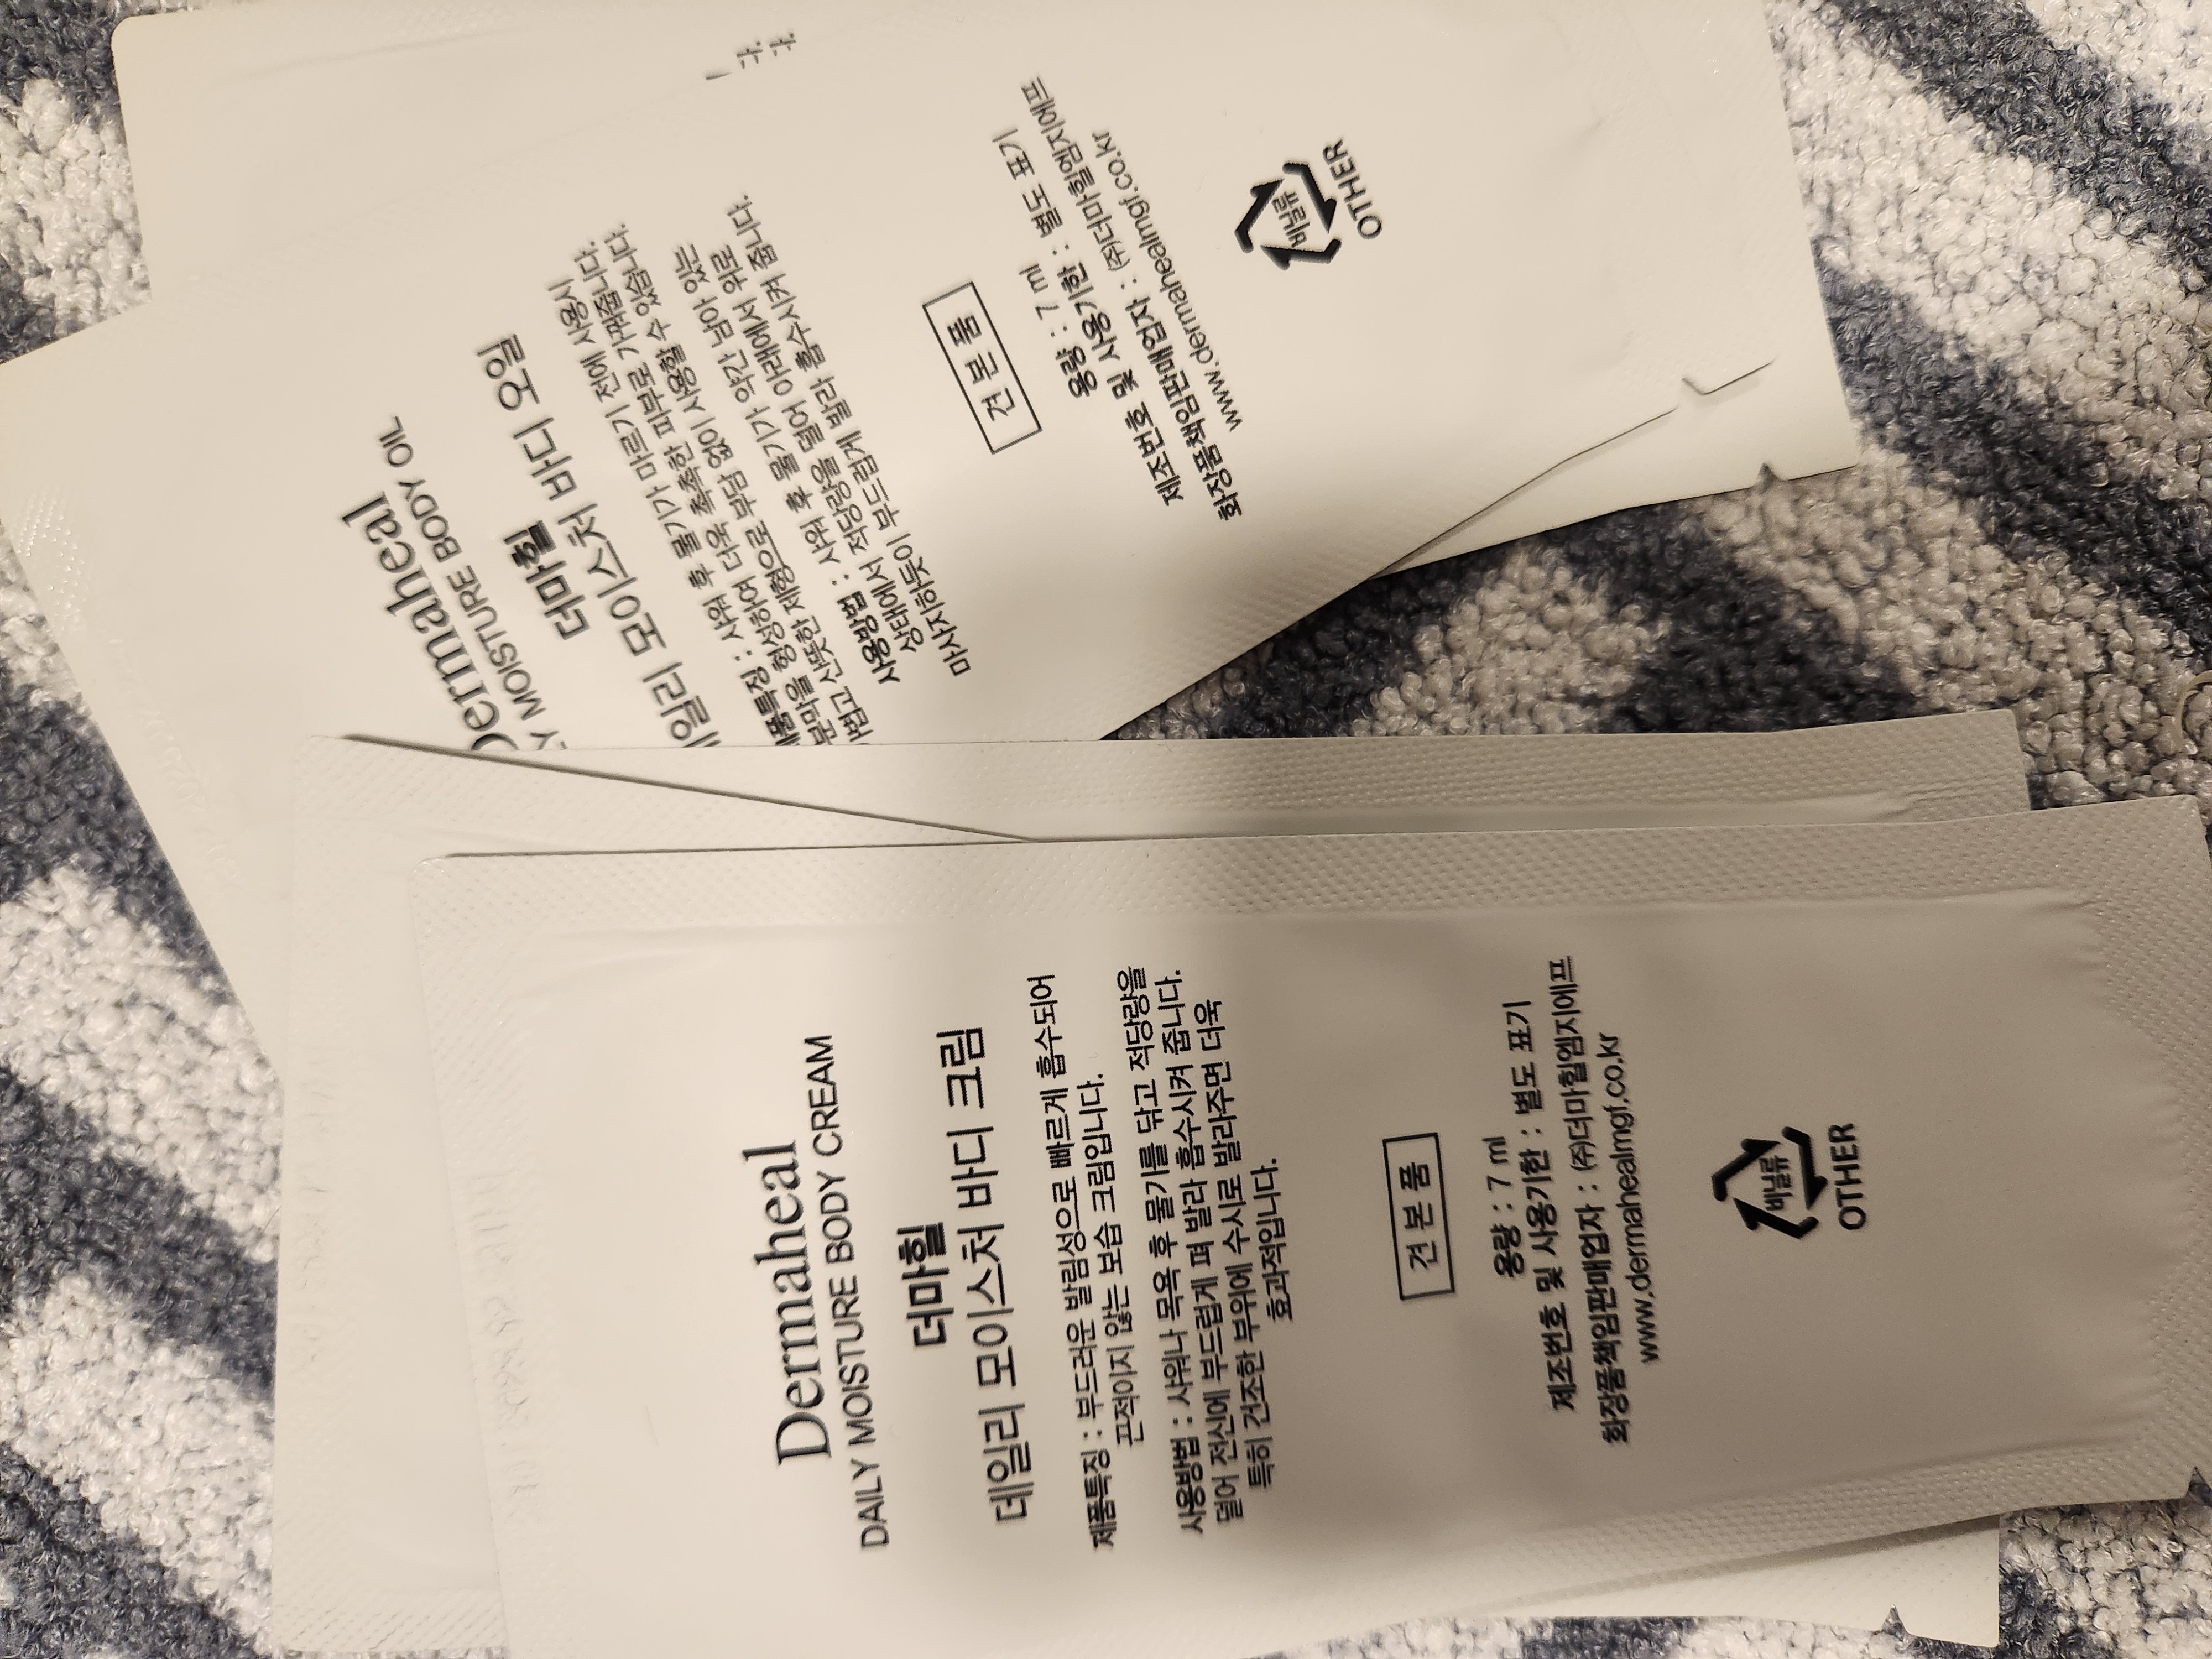 Dermaheal
MOISTURE BODY OIL
더마힐
모이스처 바디 오일
샤워 후 물기가 마르기 전에 사용시
형성하여 더욱 촉촉한 피부로 가꿔줍니다.
산뜻한 제형으로 부담 없이 사용할 수 있습니다.
사용방법 : 샤워 후 물기가 약간 남아 있는
상태에서 적당량을 덜어 아래에서 위로
마사지하듯이 부드럽게 발라 흡수시켜 줍니다.
견본품
용량 : 7 ml
제조번호 및 사용기한 : 별도 표기
화장품책임판매업자 : ㈜더마힐엠지에프
www.dermahealmgf.co.kr
비닐류
OTHER
Dermaheal
DAILY MOISTURE BODY CREAM
더마힐
데일리 모이스처 바디 크림
제품특징 : 부드러운 발림성으로 빠르게 흡수되어
끈적이지 않는 보습 크림입니다.
사용방법 : 샤워나 목욕 후 물기를 닦고 적당량을
덜어 전신에 부드럽게 펴 발라 흡수시켜 줍니다.
특히 건조한 부위에 수시로 발라주면 더욱
효과적입니다.
견본품
용량 : 7 ml
제조번호 및 사용기한 : 별도 표기
화장품책임판매업자 : ㈜더마힐엠지에프
www.dermahealmgf.co.kr
비닐류
OTHER